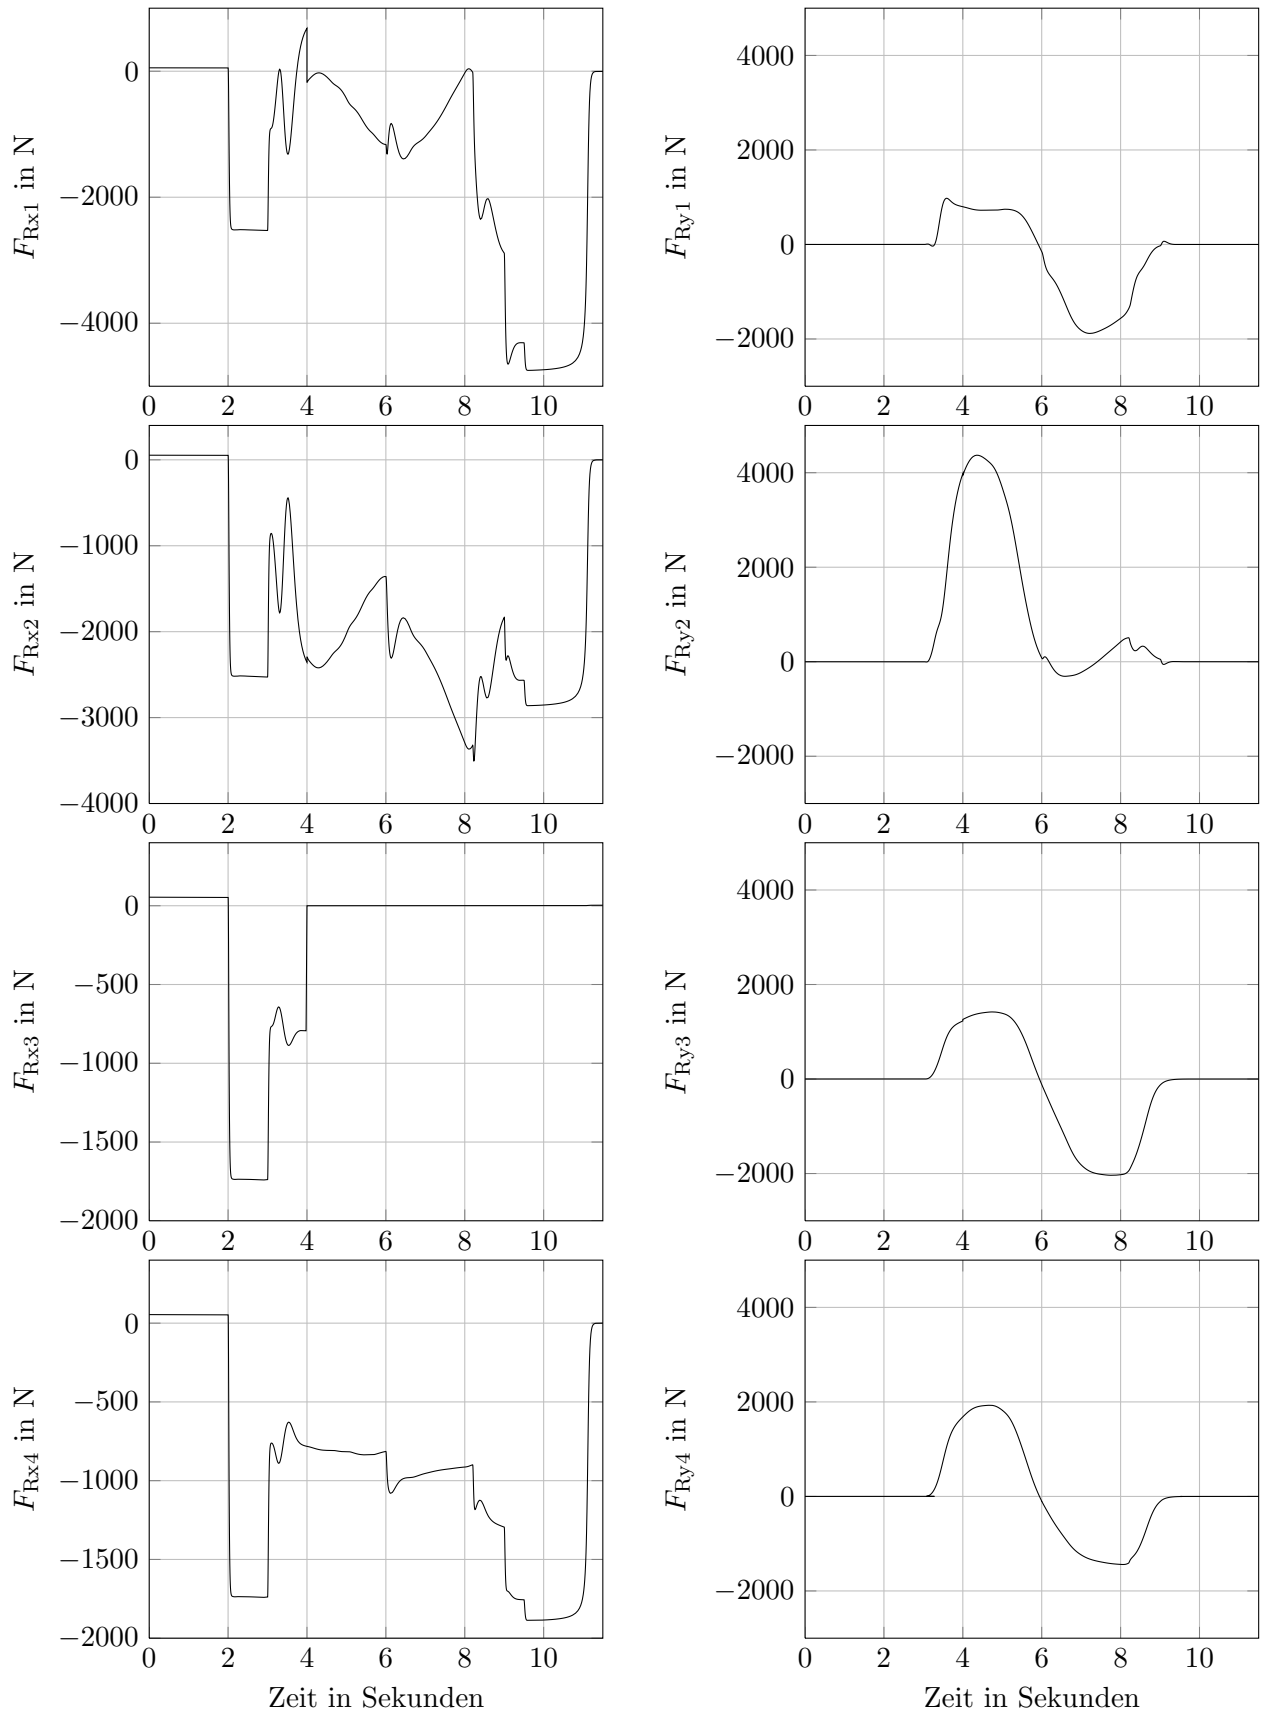 0
−2000
−4000
F_Rx1 in N
0 2 4 6 8 10
4000
2000
0
−2000
F_Ry1 in N
0 2 4 6 8 10
0
−1000
−2000
−3000
−4000
F_Rx2 in N
0 2 4 6 8 10
4000
2000
0
−2000
F_Ry2 in N
0 2 4 6 8 10
0
−500
−1000
−1500
−2000
F_Rx3 in N
0 2 4 6 8 10
4000
2000
0
−2000
F_Ry3 in N
0 2 4 6 8 10
0
−500
−1000
−1500
−2000
F_Rx4 in N
0 2 4 6 8 10
Zeit in Sekunden
4000
2000
0
−2000
F_Ry4 in N
0 2 4 6 8 10
Zeit in Sekunden